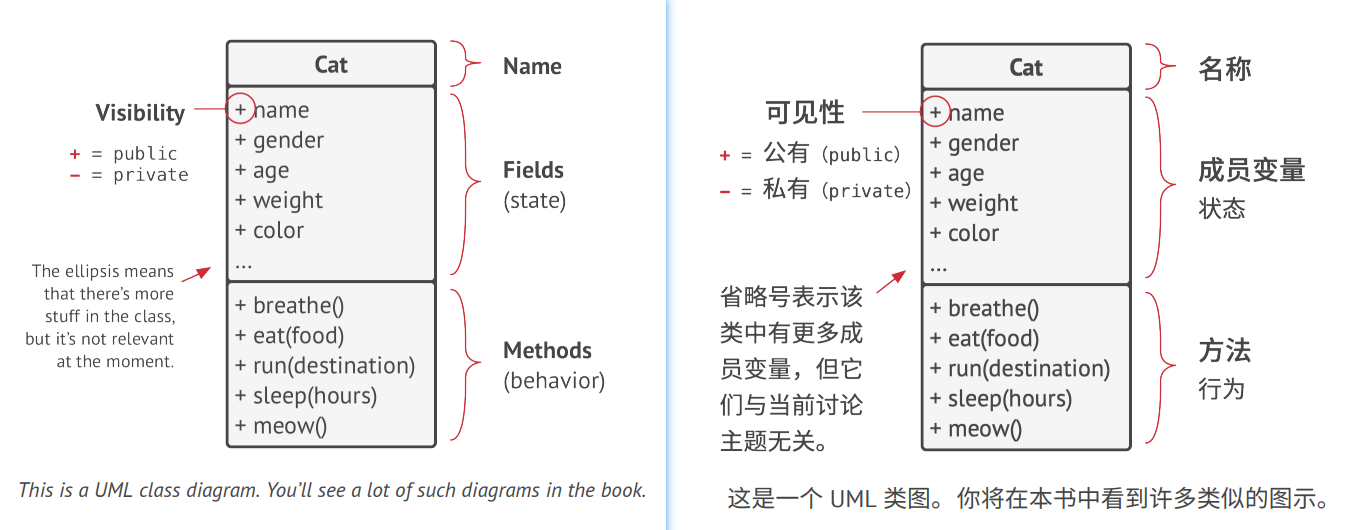 Cat
Name
Visibility
+ = public
− = private
+ name
+ gender
+ age
+ weight
+ color
...
Fields
(state)
The ellipsis means
that there’s more
stuff in the class,
but it’s not relevant
at the moment.
+ breathe()
+ eat(food)
+ run(destination)
+ sleep(hours)
+ meow()
Methods
(behavior)
This is a UML class diagram. You’ll see a lot of such diagrams in the book.
Cat
名称
可见性
+ = 公有（public）
− = 私有（private）
+ name
+ gender
+ age
+ weight
+ color
...
成员变量
状态
省略号表示该
类中有更多成
员变量，但它
们与当前讨论
主题无关。
+ breathe()
+ eat(food)
+ run(destination)
+ sleep(hours)
+ meow()
方法
行为
这是一个 UML 类图。你将在本书中看到许多类似的图示。